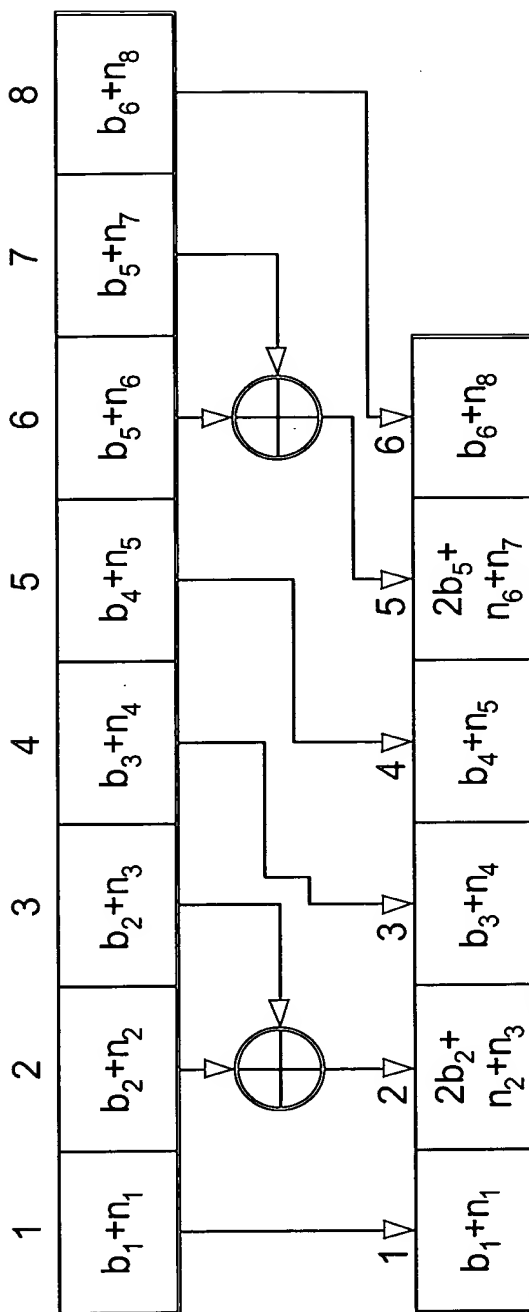 1 2 3 4 5 6 7 8
b₁+n₁ b₂+n₂ b₂+n₃ b₃+n₄ b₄+n₅ b₅+n₆ b₅+n₇ b₆+n₈
1 2 3 4 5 6
b₁+n₁ 2b₂+ b₃+n₄ b₄+n₅ 2b₅+ b₆+n₈
n₂+n₃ n₆+n₇